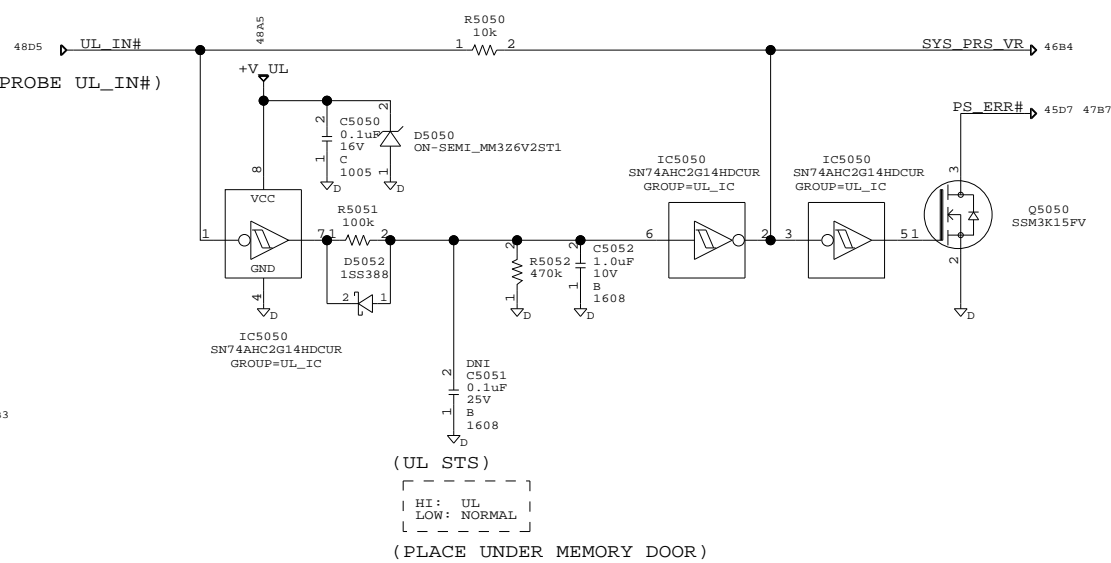 R5050
10k
48A5
48D5
UL_IN#
1
2
SYS_PRS_VR
46B4
PROBE UL_IN#)
+V_UL
PS_ERR#
45D7 47B7
2
C5050
0.1uF
16V
C
1005
1
D
2
D5050
ON-SEMI_MM3Z6V2ST1
1
D
8
VCC
1
7
GND
4
D
IC5050
SN74AHC2G14HDCUR
GROUP=UL_IC
R5051
100k
1
2
D5052
1SS388
2
1
2
R5052
470k
1
D
2
C5052
1.0uF
10V
B
1608
1
D
IC5050
SN74AHC2G14HDCUR
GROUP=UL_IC
6
2
IC5050
SN74AHC2G14HDCUR
GROUP=UL_IC
3
5
1
3
Q5050
SSM3K15FV
2
D
DNI
2
C5051
0.1uF
25V
1
B
1608
D
(UL STS)
HI: UL
LOW: NORMAL
(PLACE UNDER MEMORY DOOR)